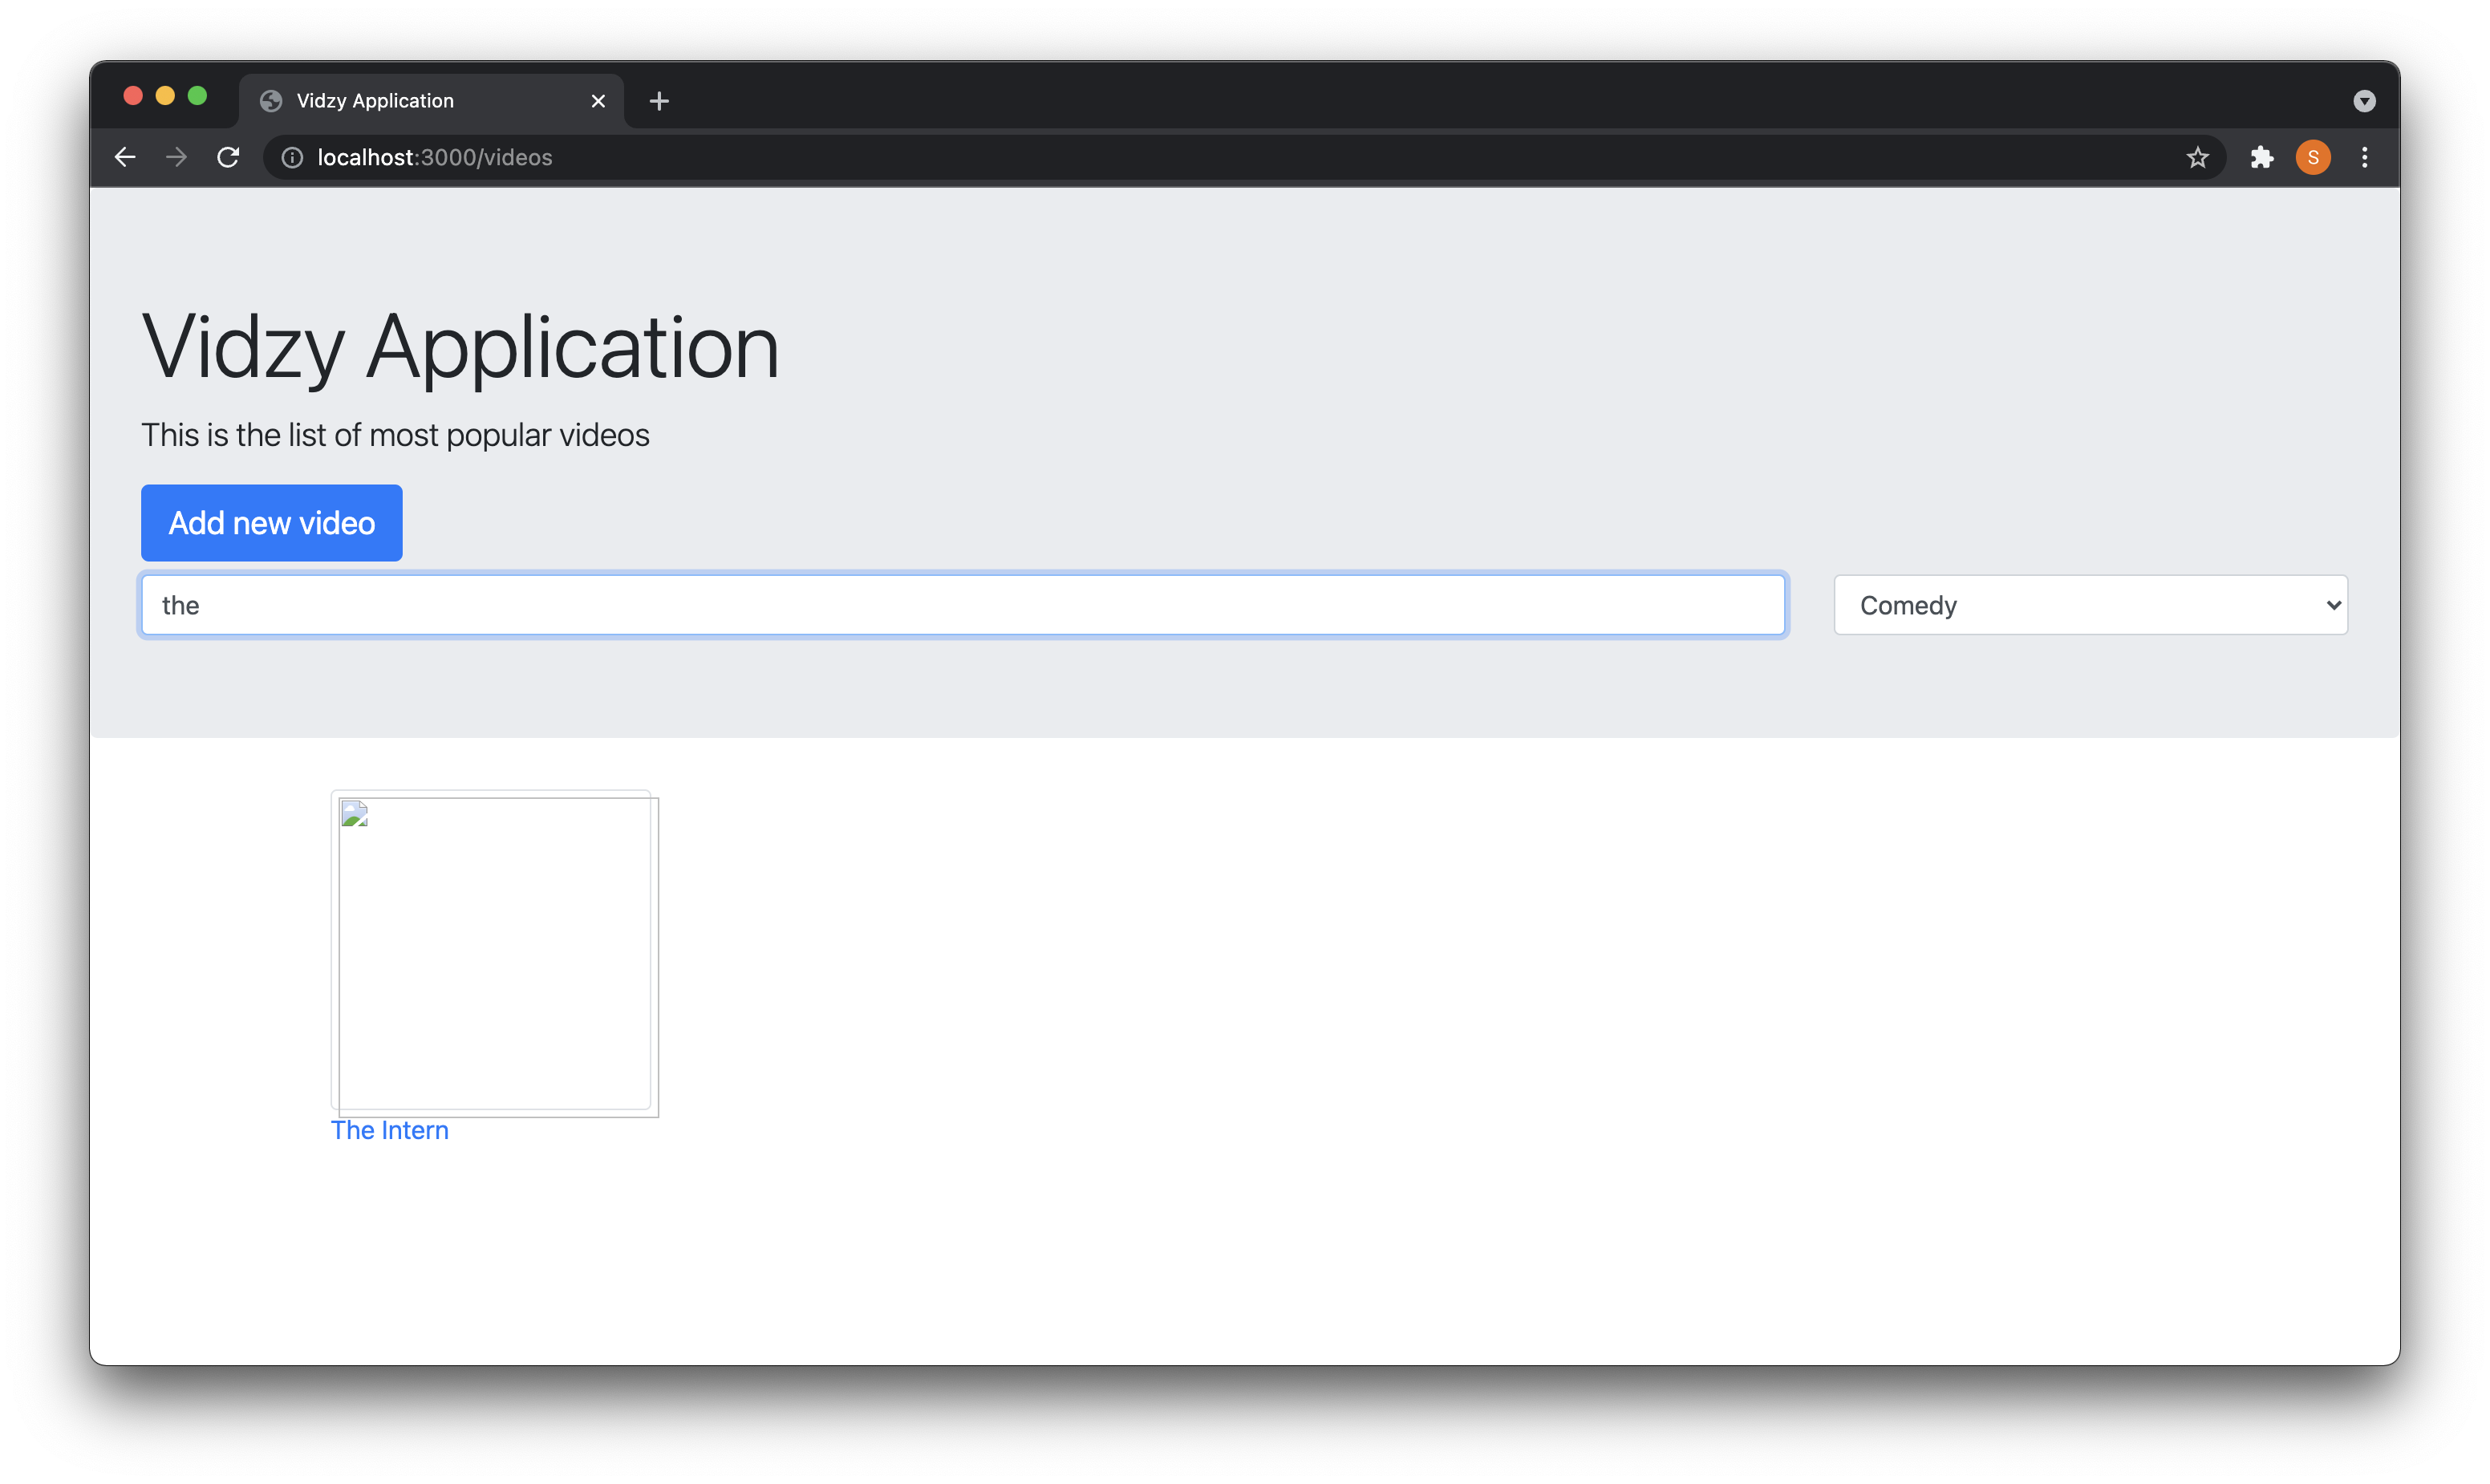 Vidzy Application
localhost:3000/videos
S
Vidzy Application
This is the list of most popular videos
Add new video
the
Comedy
The Intern